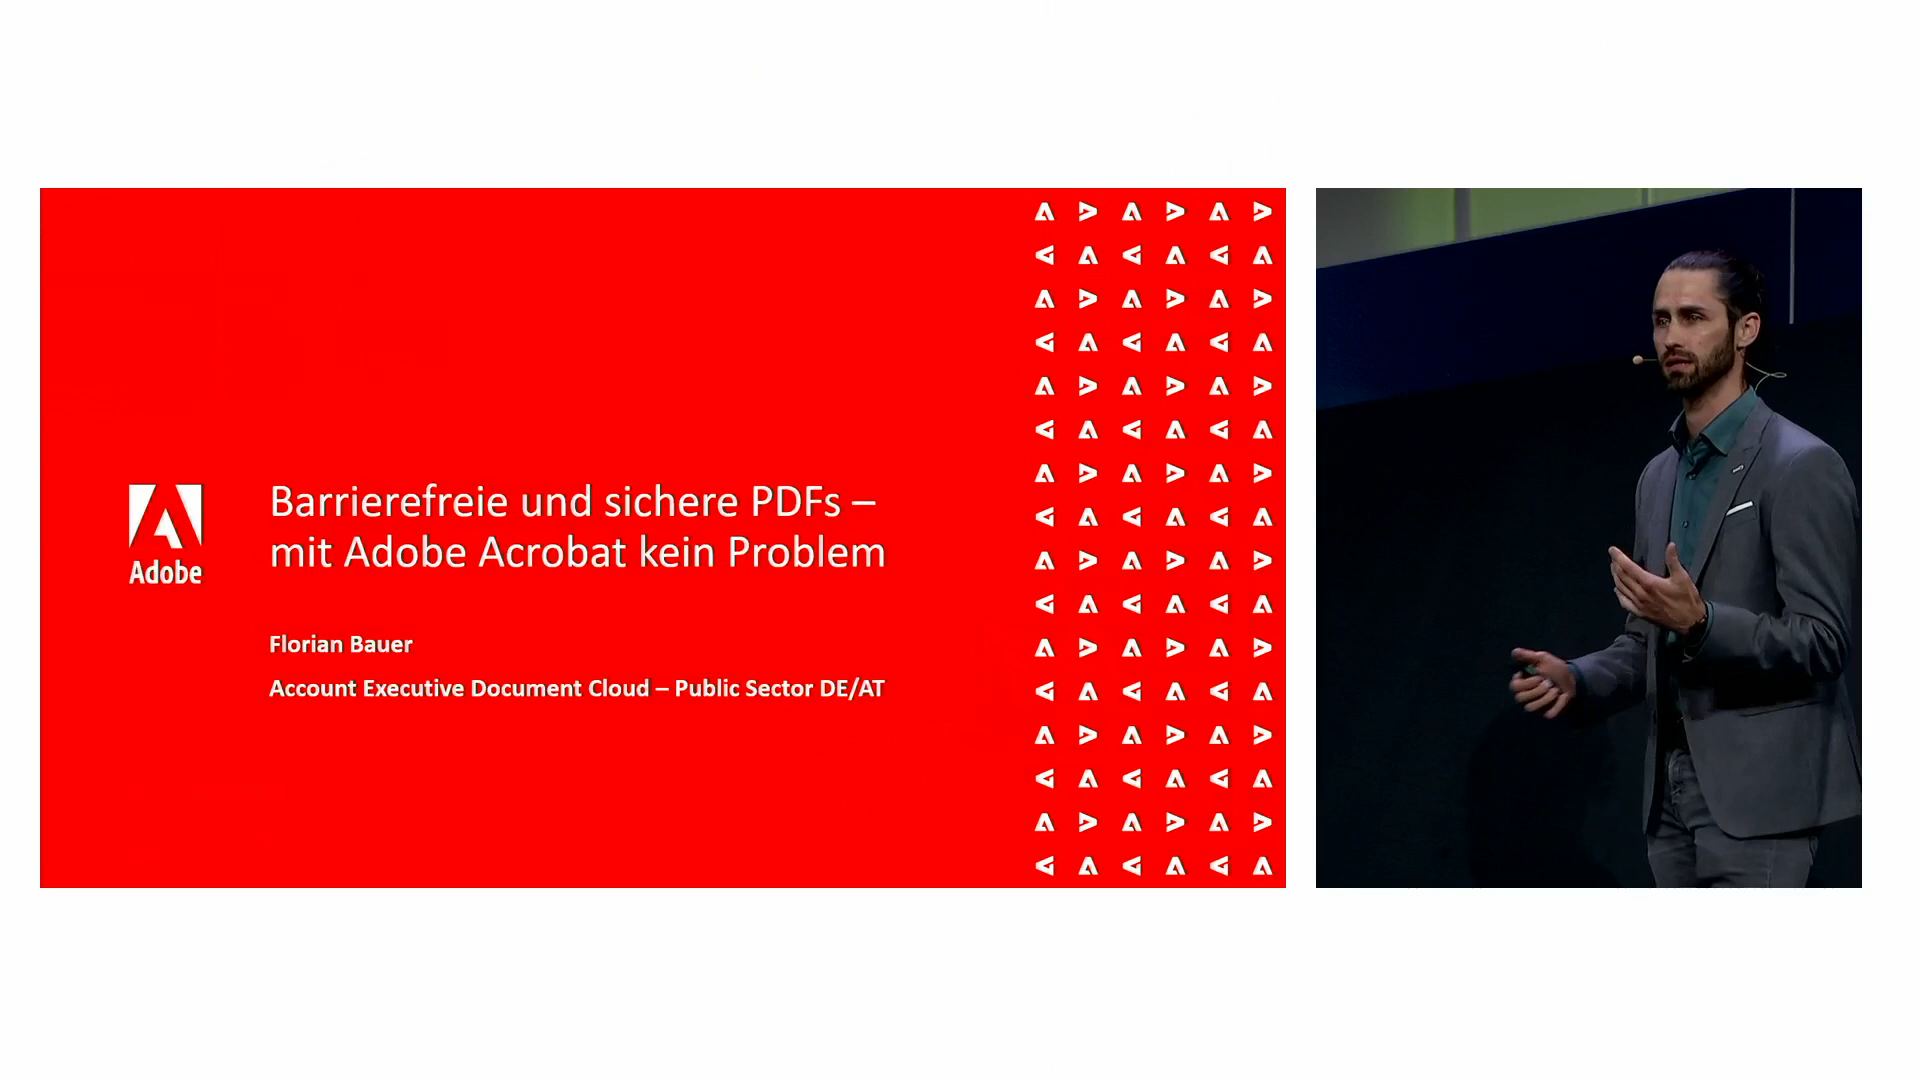 Barrierefreie und sichere PDFs –
mit Adobe Acrobat kein Problem
Adobe
Florian Bauer
Account Executive Document Cloud – Public Sector DE/AT